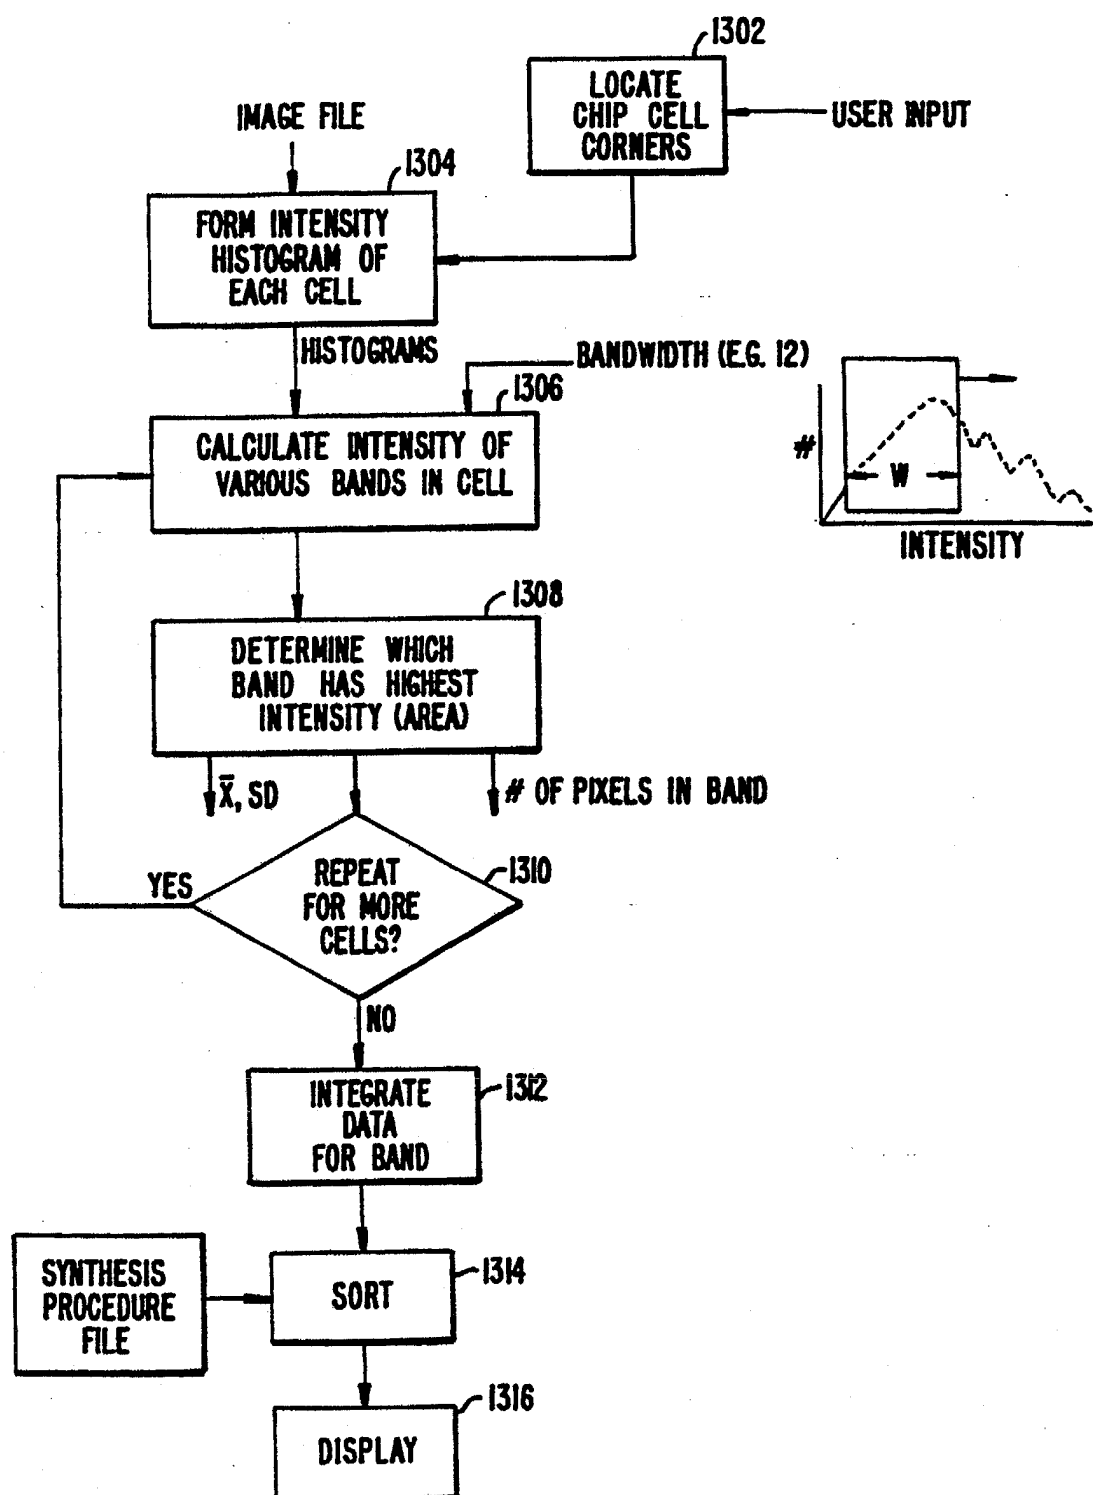 1302
LOCATE
CHIP CELL
CORNERS
USER INPUT
IMAGE FILE
1304
FORM INTENSITY
HISTOGRAM OF
EACH CELL
HISTOGRAMS
BANDWIDTH (E.G. 12)
1306
CALCULATE INTENSITY OF
VARIOUS BANDS IN CELL
#
W
INTENSITY
1308
DETERMINE WHICH
BAND HAS HIGHEST
INTENSITY (AREA)
X̄, SD
# OF PIXELS IN BAND
1310
REPEAT
FOR MORE
CELLS?
YES
NO
1312
INTEGRATE
DATA
FOR BAND
SYNTHESIS
PROCEDURE
FILE
1314
SORT
1316
DISPLAY